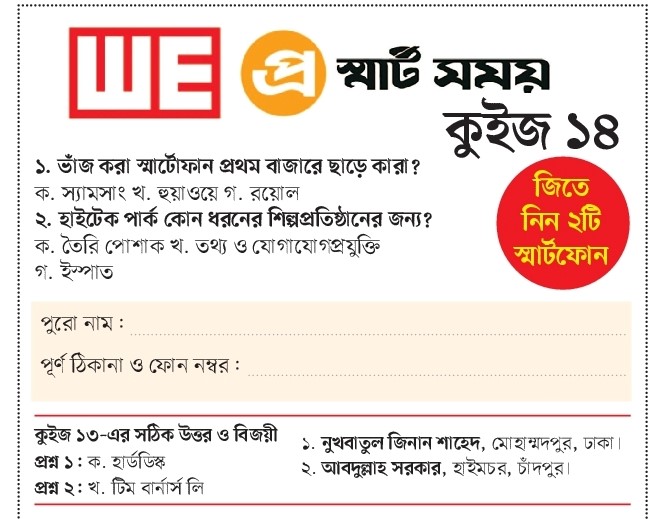 WE প্র স্মার্ট সময়
কুইজ ১৪
১. ভাঁজ করা স্মার্টোফান প্রথম বাজারে ছাড়ে কারা?
ক. স্যামসাং খ. হুয়াওয়ে গ. রয়োল
২. হাইটেক পার্ক কোন ধরনের শিল্পপ্রতিষ্ঠানের জন্য?
ক. তৈরি পোশাক খ. তথ্য ও যোগাযোগপ্রযুক্তি
গ. ইস্পাত
জিতে
নিন ২টি
স্মার্টফোন
পুরো নাম :
পূর্ণ ঠিকানা ও ফোন নম্বর :
কুইজ ১৩-এর সঠিক উত্তর ও বিজয়ী
প্রশ্ন ১ : ক. হার্ডডিস্ক
প্রশ্ন ২ : খ. টিম বার্নার্স লি
১. নুখবাতুল জিনান শাহেদ, মোহাম্মদপুর, ঢাকা।
২. আবদুল্লাহ সরকার, হাইমচর, চাঁদপুর।